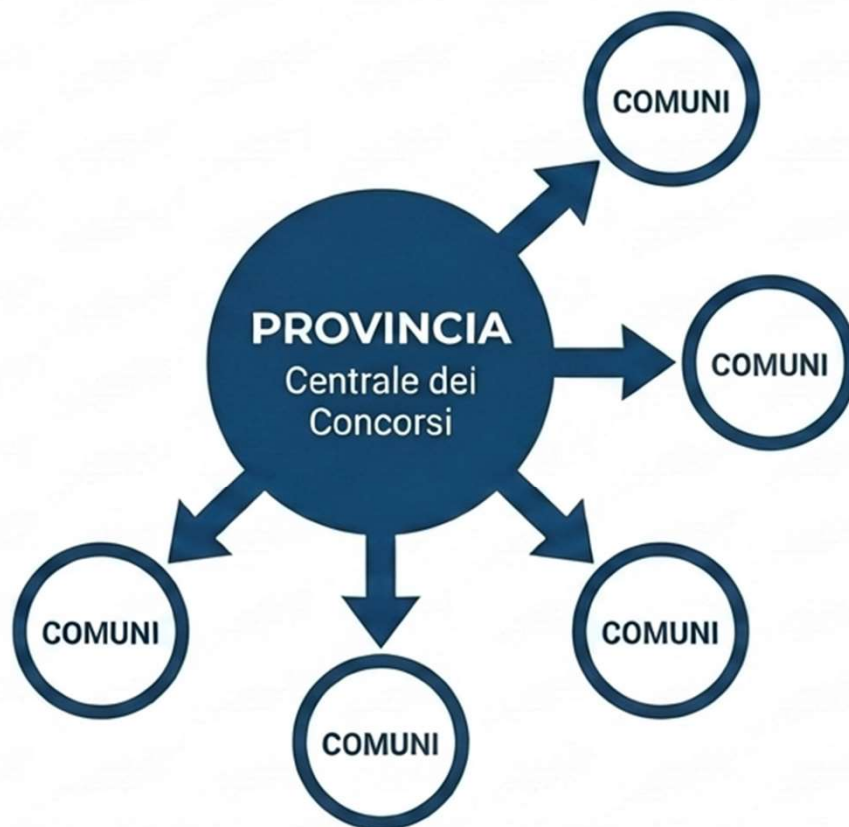 COMUNI
PROVINCIA
Centrale dei
Concorsi
COMUNI
COMUNI
COMUNI
COMUNI